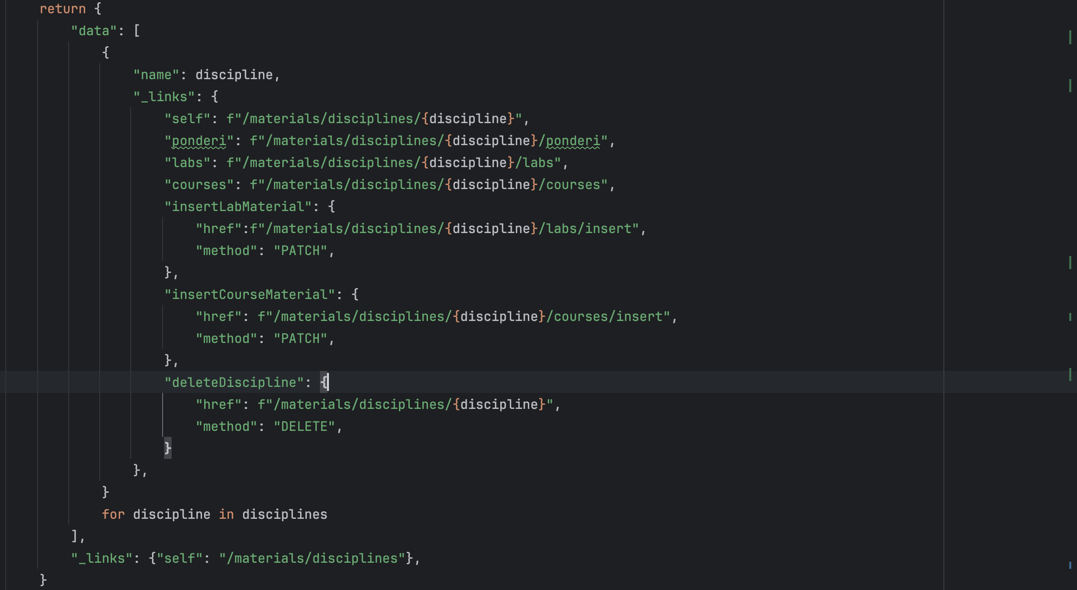 return {
"data": [
{
"name": discipline,
"_links": {
"self": f"/materials/disciplines/{discipline}",
"ponderi": f"/materials/disciplines/{discipline}/ponderi",
"labs": f"/materials/disciplines/{discipline}/labs",
"courses": f"/materials/disciplines/{discipline}/courses",
"insertLabMaterial": {
"href":f"/materials/disciplines/{discipline}/labs/insert",
"method": "PATCH",
},
"insertCourseMaterial": {
"href": f"/materials/disciplines/{discipline}/courses/insert",
"method": "PATCH",
},
"deleteDiscipline": {
"href": f"/materials/disciplines/{discipline}",
"method": "DELETE",
}
},
}
for discipline in disciplines
],
"_links": {"self": "/materials/disciplines"},
}